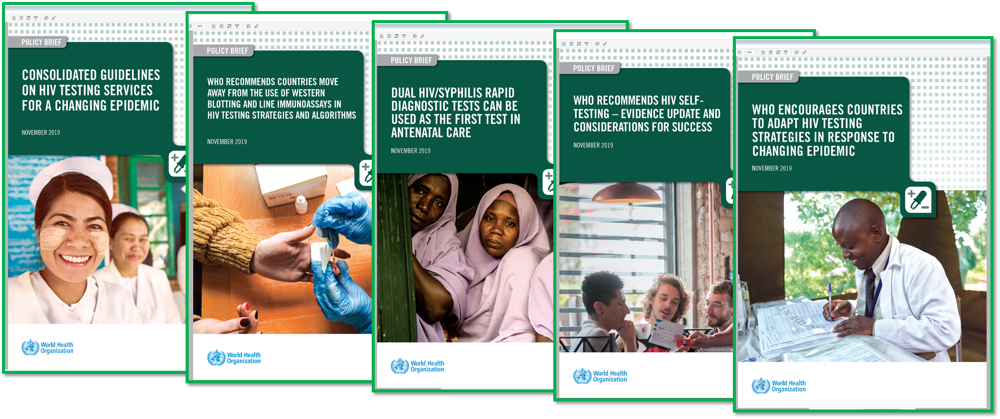 POLICY BRIEF
CONSOLIDATED GUIDELINES
ON HIV TESTING SERVICES
FOR A CHANGING EPIDEMIC
NOVEMBER 2019
World Health
Organization
150%
POLICY BRIEF
WHO RECOMMENDS COUNTRIES MOVE
AWAY FROM THE USE OF WESTERN
BLOTTING AND LINE IMMUNOASSAYS IN
HIV TESTING STRATEGIES AND ALGORITHMS
NOVEMBER 2019
World Health
Organization
POLICY BRIEF
DUAL HIV/SYPHILIS RAPID
DIAGNOSTIC TESTS CAN BE
USED AS THE FIRST TEST IN
ANTENATAL CARE
NOVEMBER 2019
World Health
Organization
POLICY BRIEF
WHO RECOMMENDS HIV SELF-
TESTING – EVIDENCE UPDATE AND
CONSIDERATIONS FOR SUCCESS
NOVEMBER 2019
World Health
Organization
POLICY BRIEF
WHO ENCOURAGES COUNTRIES
TO ADAPT HIV TESTING
STRATEGIES IN RESPONSE TO
CHANGING EPIDEMIC
NOVEMBER 2019
World Health
Organization